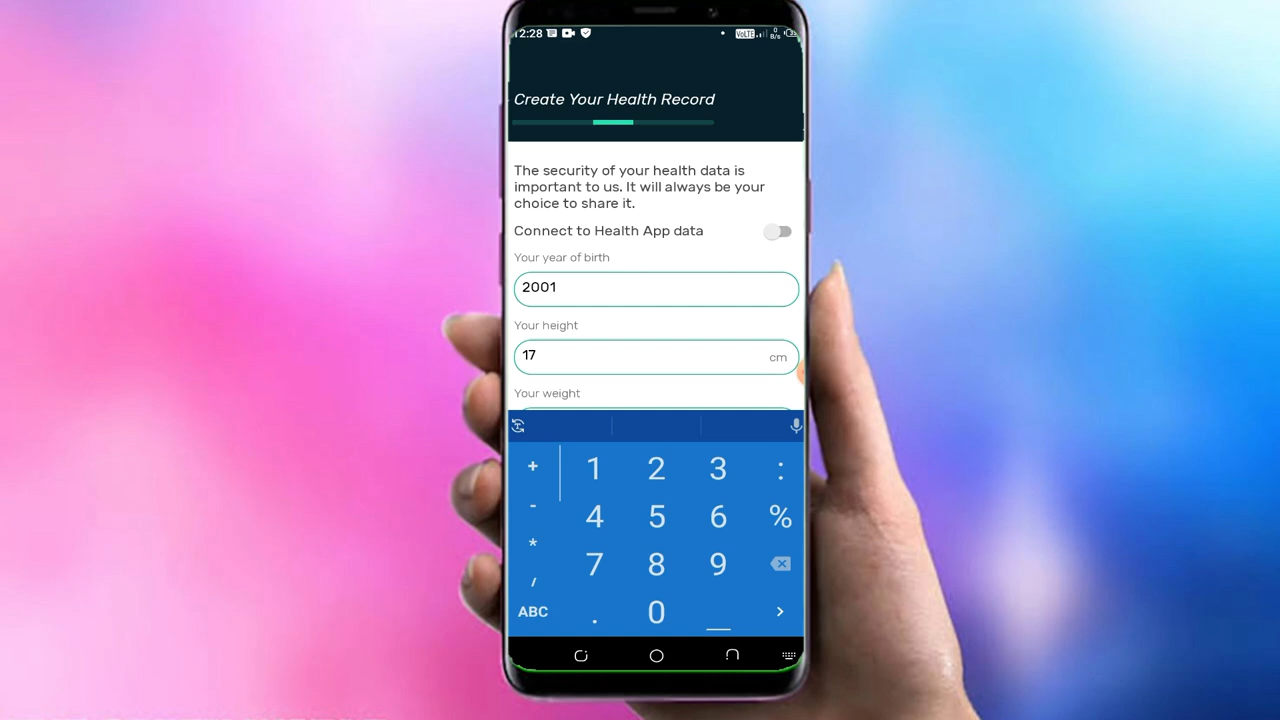 12:28 VoLTE 0 B/s
Create Your Health Record
The security of your health data is
important to us. It will always be your
choice to share it.
Connect to Health App data
Your year of birth
2001
Your height
17 cm
Your weight
+ 1 2 3 :
- 4 5 6 %
*
7 8 9
/
ABC . 0 _ >